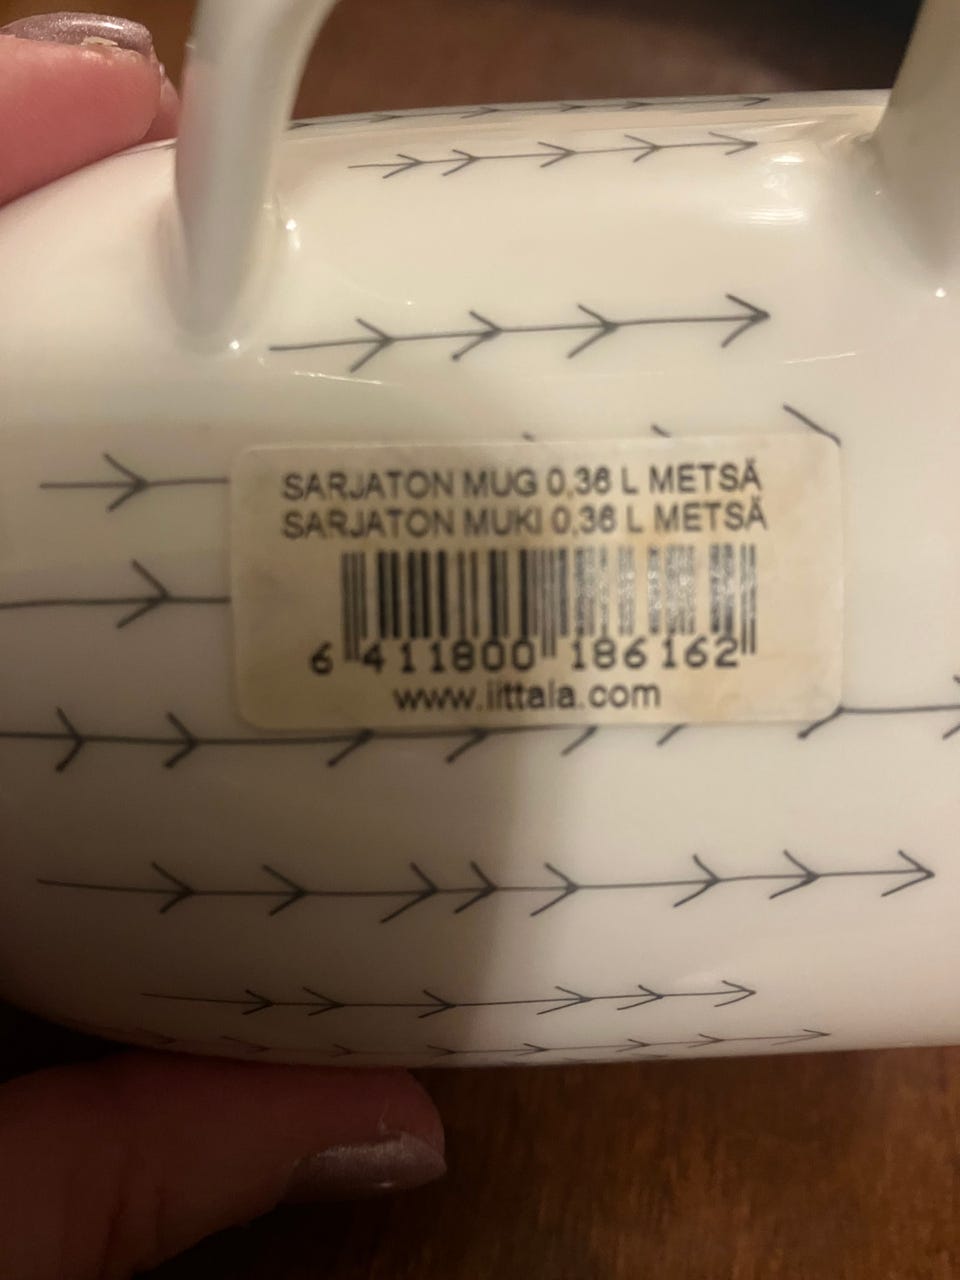 SARJATON MUG 0,36 L METSÄ
SARJATON MUKI 0,36 L METSÄ
6 411800 186162
www.iittala.com